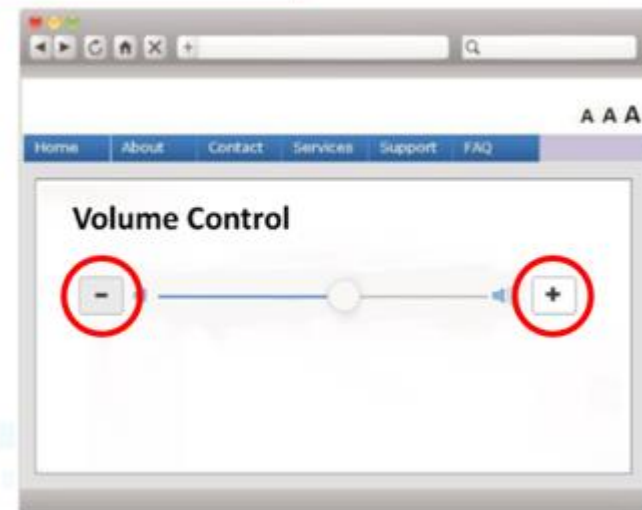 A A A
Home About Contact Services Support FAQ
Volume Control
- +